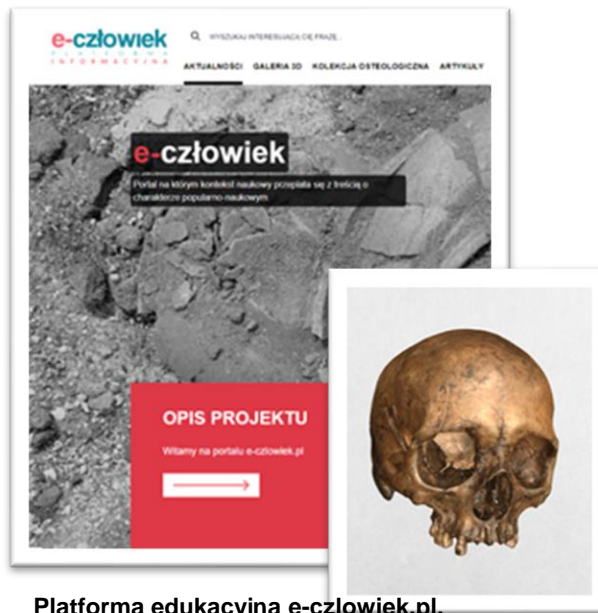 e-człowiek
PLATFORMA
INFORMACYJNA
WYSZUKAJ INTERESUJĄCĄ CIĘ FRAZĘ...
AKTUALNOŚCI GALERIA 3D KOLEKCJA OSTEOLOGICZNA ARTYKUŁY
e-człowiek
Portal na którym kontekst naukowy przeplata się z treścią o
charakterze popularno-naukowym.
OPIS PROJEKTU
Witamy na portalu e-czlowiek.pl
Platforma edukacyjna e-czlowiek.pl.